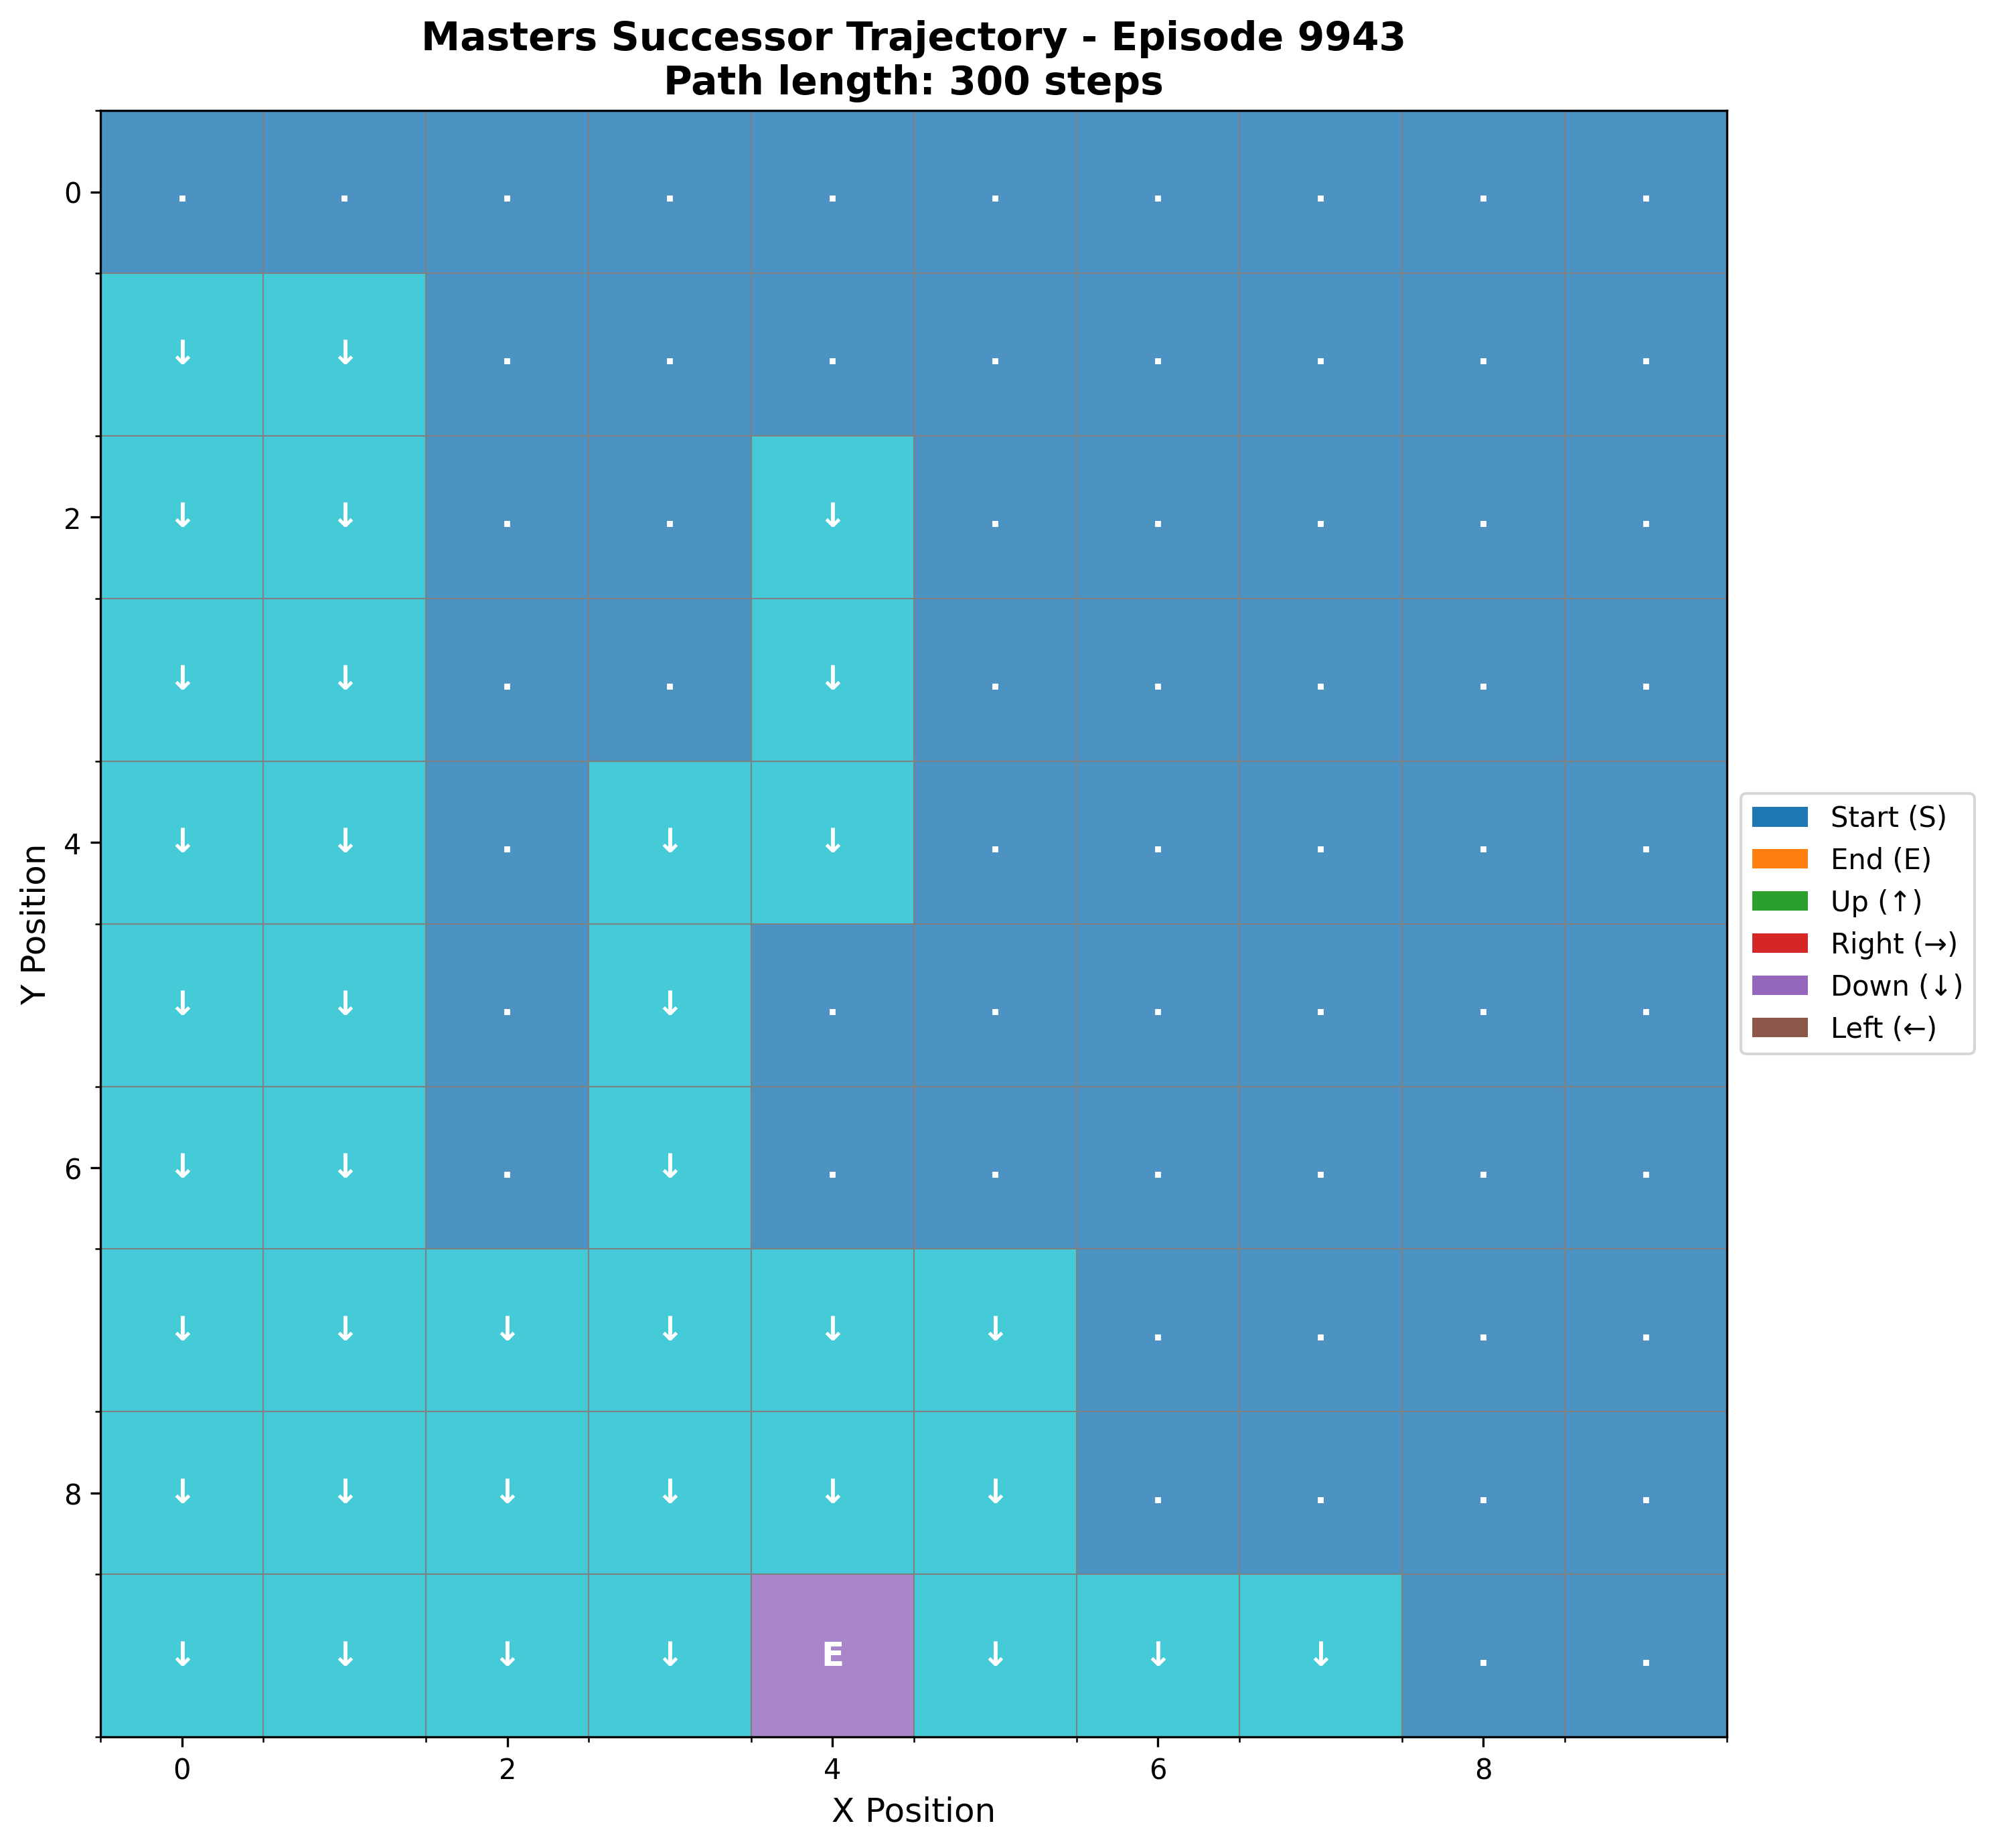 Masters Successor Trajectory - Episode 9943
Path length: 300 steps
0 . . . . . . . . . .
↓ ↓ . . . . . . . .
2 ↓ ↓ . . ↓ . . . . .
↓ ↓ . . ↓ . . . . .
4 ↓ ↓ . ↓ ↓ . . . . .
↓ ↓ . ↓ . . . . . .
6 ↓ ↓ . ↓ . . . . . .
↓ ↓ ↓ ↓ ↓ ↓ . . . .
8 ↓ ↓ ↓ ↓ ↓ ↓ . . . .
↓ ↓ ↓ ↓ E ↓ ↓ ↓ . .
0 2 4 6 8
X Position
Y Position
Start (S)
End (E)
Up (↑)
Right (→)
Down (↓)
Left (←)